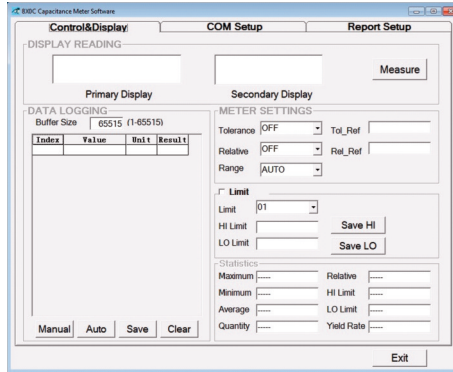 BXDC Capacitance Meter Software
Control&Display COM Setup Report Setup
DISPLAY READING
Measure
Primary Display Secondary Display
DATA LOGGING
Buffer Size 65515 (1-65515)
Index Value Unit Result
Manual Auto Save Clear
METER SETTINGS
Tolerance OFF Tol_Ref
Relative OFF Rel_Ref
Range AUTO
Limit
Limit 01
HI Limit Save HI
LO Limit Save LO
Statistics
Maximum ----- Relative -----
Minimum ----- HI Limit -----
Average ----- LO Limit -----
Quantity ----- Yield Rate -----
Exit